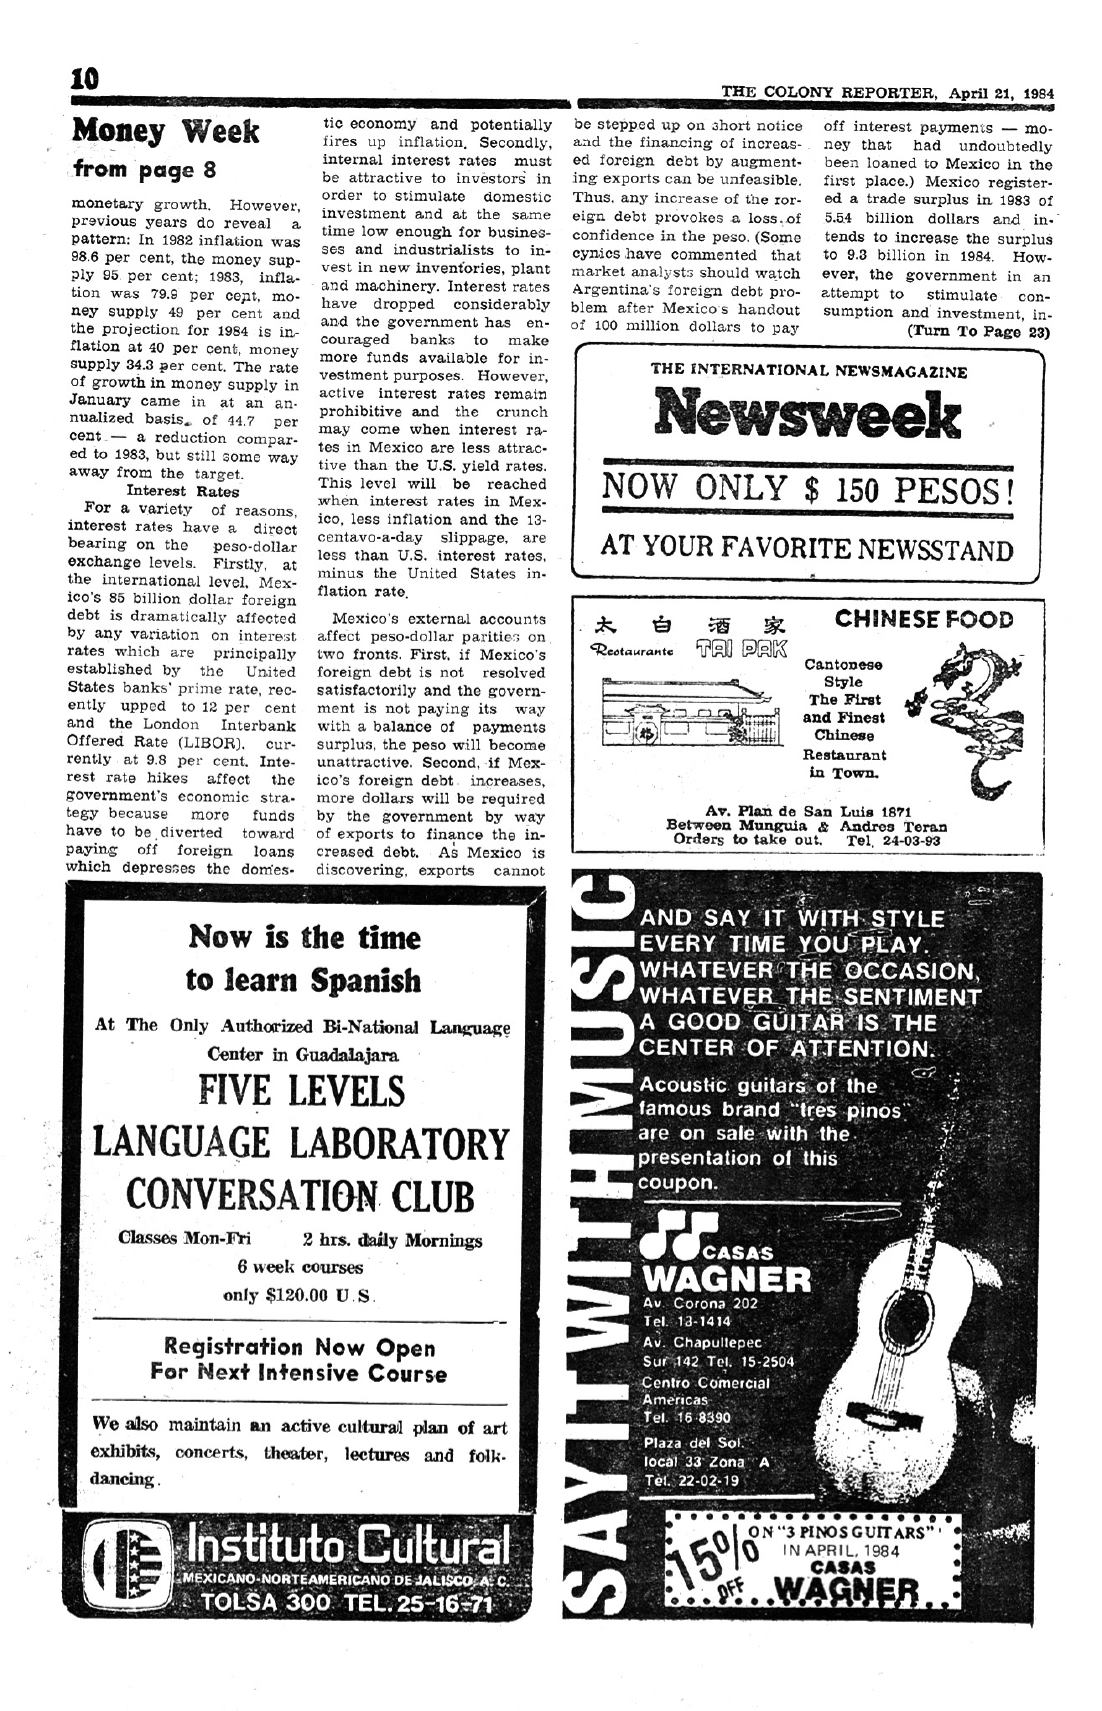 10
THE COLONY REPORTER, April 21, 1984
Money Week
from page 8
monetary growth. However,
previous years do reveal a
pattern: In 1982 inflation was
98.6 per cent, the money sup-
ply 95 per cent; 1983, infla-
tion was 79.9 per cent, mo-
ney supply 49 per cent and
the projection for 1984 is in-
flation at 40 per cent, money
supply 34.3 per cent. The rate
of growth in money supply in
January came in at an an-
nualized basis of 44.7 per
cent — a reduction compar-
ed to 1983, but still some way
away from the target.
Interest Rates
For a variety of reasons,
interest rates have a direct
bearing on the peso-dollar
exchange levels. Firstly, at
the international level, Mex-
ico's 85 billion dollar foreign
debt is dramatically affected
by any variation on interest
rates which are principally
established by the United
States banks' prime rate, rec-
ently upped to 12 per cent
and the London Interbank
Offered Rate (LIBOR), cur-
rently at 9.8 per cent. Inte-
rest rate hikes affect the
government's economic stra-
tegy because more funds
have to be diverted toward
paying off foreign loans
which depresses the domes-
tic economy and potentially
fires up inflation. Secondly,
internal interest rates must
be attractive to investors in
order to stimulate domestic
investment and at the same
time low enough for busines-
ses and industrialists to in-
vest in new inventories, plant
and machinery. Interest rates
have dropped considerably
and the government has en-
couraged banks to make
more funds available for in-
vestment purposes. However,
active interest rates remain
prohibitive and the crunch
may come when interest ra-
tes in Mexico are less attrac-
tive than the U.S. yield rates.
This level will be reached
when interest rates in Mex-
ico, less inflation and the 13-
centavo-a-day slippage, are
less than U.S. interest rates,
minus the United States in-
flation rate.
Mexico's external accounts
affect peso-dollar parities on
two fronts. First, if Mexico's
foreign debt is not resolved
satisfactorily and the govern-
ment is not paying its way
with a balance of payments
surplus, the peso will become
unattractive. Second, if Mex-
ico's foreign debt increases,
more dollars will be required
by the government by way
of exports to finance the in-
creased debt. As Mexico is
discovering, exports cannot
be stepped up on short notice
and the financing of increas-
ed foreign debt by augment-
ing exports can be unfeasible.
Thus, any increase of the for-
eign debt provokes a loss of
confidence in the peso. (Some
cynics have commented that
market analysts should watch
Argentina's foreign debt pro-
blem after Mexico's handout
of 100 million dollars to pay
off interest payments — mo-
ney that had undoubtedly
been loaned to Mexico in the
first place.) Mexico register-
ed a trade surplus in 1983 of
5.54 billion dollars and in-
tends to increase the surplus
to 9.3 billion in 1984. How-
ever, the government in an
attempt to stimulate con-
sumption and investment, in-
(Turn To Page 23)
THE INTERNATIONAL NEWSMAGAZINE
Newsweek
NOW ONLY $ 150 PESOS!
AT YOUR FAVORITE NEWSSTAND
太 白 酒 家
Restaurante TAI PAK
CHINESE FOOD
Cantonese
Style
The First
and Finest
Chinese
Restaurant
in Town.
Av. Plan de San Luis 1871
Between Munguia & Andres Teran
Orders to take out. Tel. 24-03-93
Now is the time
to learn Spanish
At The Only Authorized Bi-National Language
Center in Guadalajara
FIVE LEVELS
LANGUAGE LABORATORY
CONVERSATION CLUB
Classes Mon-Fri 2 hrs. daily Mornings
6 week courses
only $120.00 U.S.
Registration Now Open
For Next Intensive Course
We also maintain an active cultural plan of art
exhibits, concerts, theater, lectures and folk-
dancing.
Instituto Cultural
MEXICANO-NORTEAMERICANO DE JALISCO, A. C.
TOLSA 300 TEL. 25-16-71
SAY IT WITH MUSIC
AND SAY IT WITH STYLE
EVERY TIME YOU PLAY.
WHATEVER THE OCCASION,
WHATEVER THE SENTIMENT
A GOOD GUITAR IS THE
CENTER OF ATTENTION.
Acoustic guitars of the
famous brand "tres pinos"
are on sale with the
presentation of this
coupon.
CASAS
WAGNER
Av. Corona 202
Tel. 13-1414
Av. Chapultepec
Sur 142 Tel. 15-2504
Centro Comercial
Americas
Tel. 16 8390
Plaza del Sol.
local 33 Zona "A"
Tel. 22-02-19
15% OFF
ON "3 PINOS GUITARS"
IN APRIL, 1984
CASAS
WAGNER